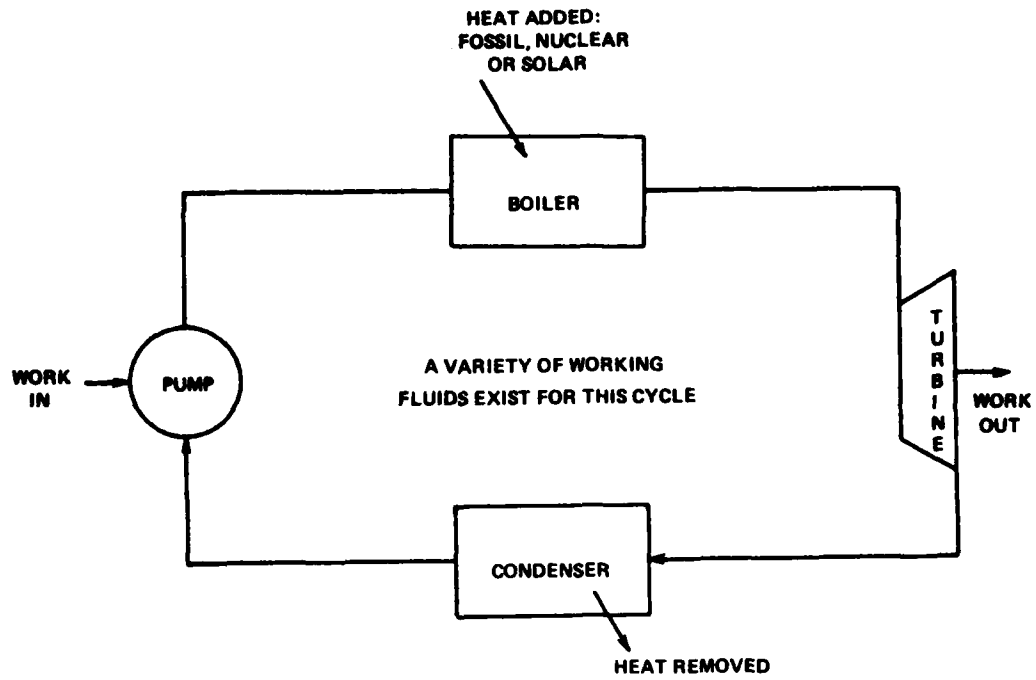 HEAT ADDED:
FOSSIL, NUCLEAR
OR SOLAR
BOILER
A VARIETY OF WORKING
FLUIDS EXIST FOR THIS CYCLE
WORK
IN
PUMP
TURBINE
WORK
OUT
CONDENSER
HEAT REMOVED